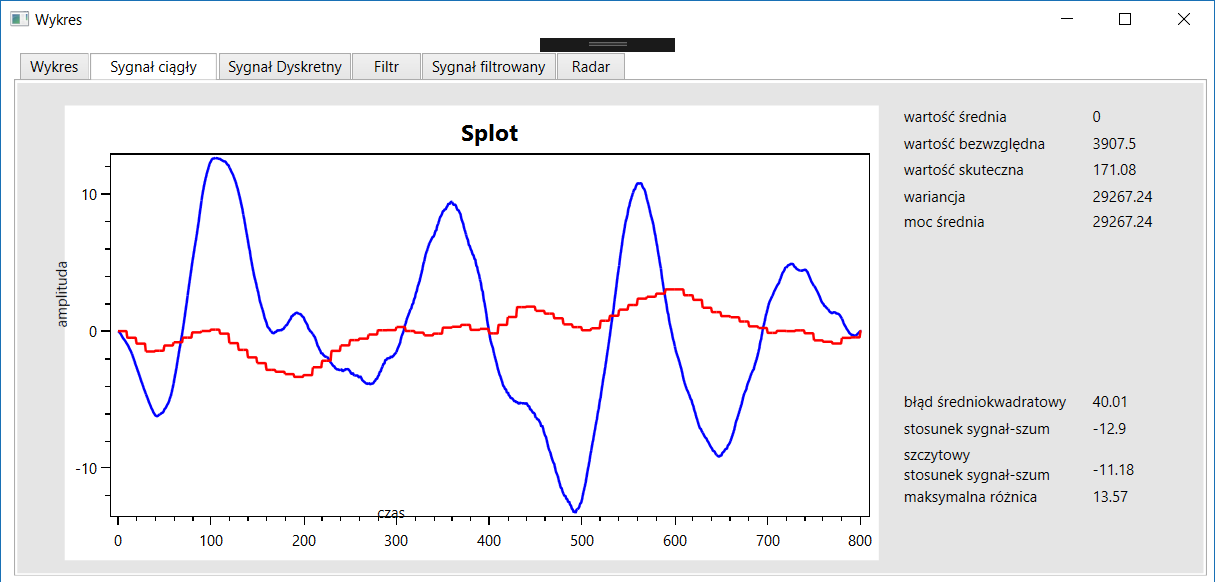 Wykres
Wykres Sygnał ciągły Sygnał Dyskretny Filtr Sygnał filtrowany Radar
Splot
amplituda
10
0
-10
czas
0 100 200 300 400 500 600 700 800
wartość średnia 0
wartość bezwzględna 3907.5
wartość skuteczna 171.08
wariancja 29267.24
moc średnia 29267.24
błąd średniokwadratowy 40.01
stosunek sygnał-szum -12.9
szczytowy
stosunek sygnał-szum -11.18
maksymalna różnica 13.57